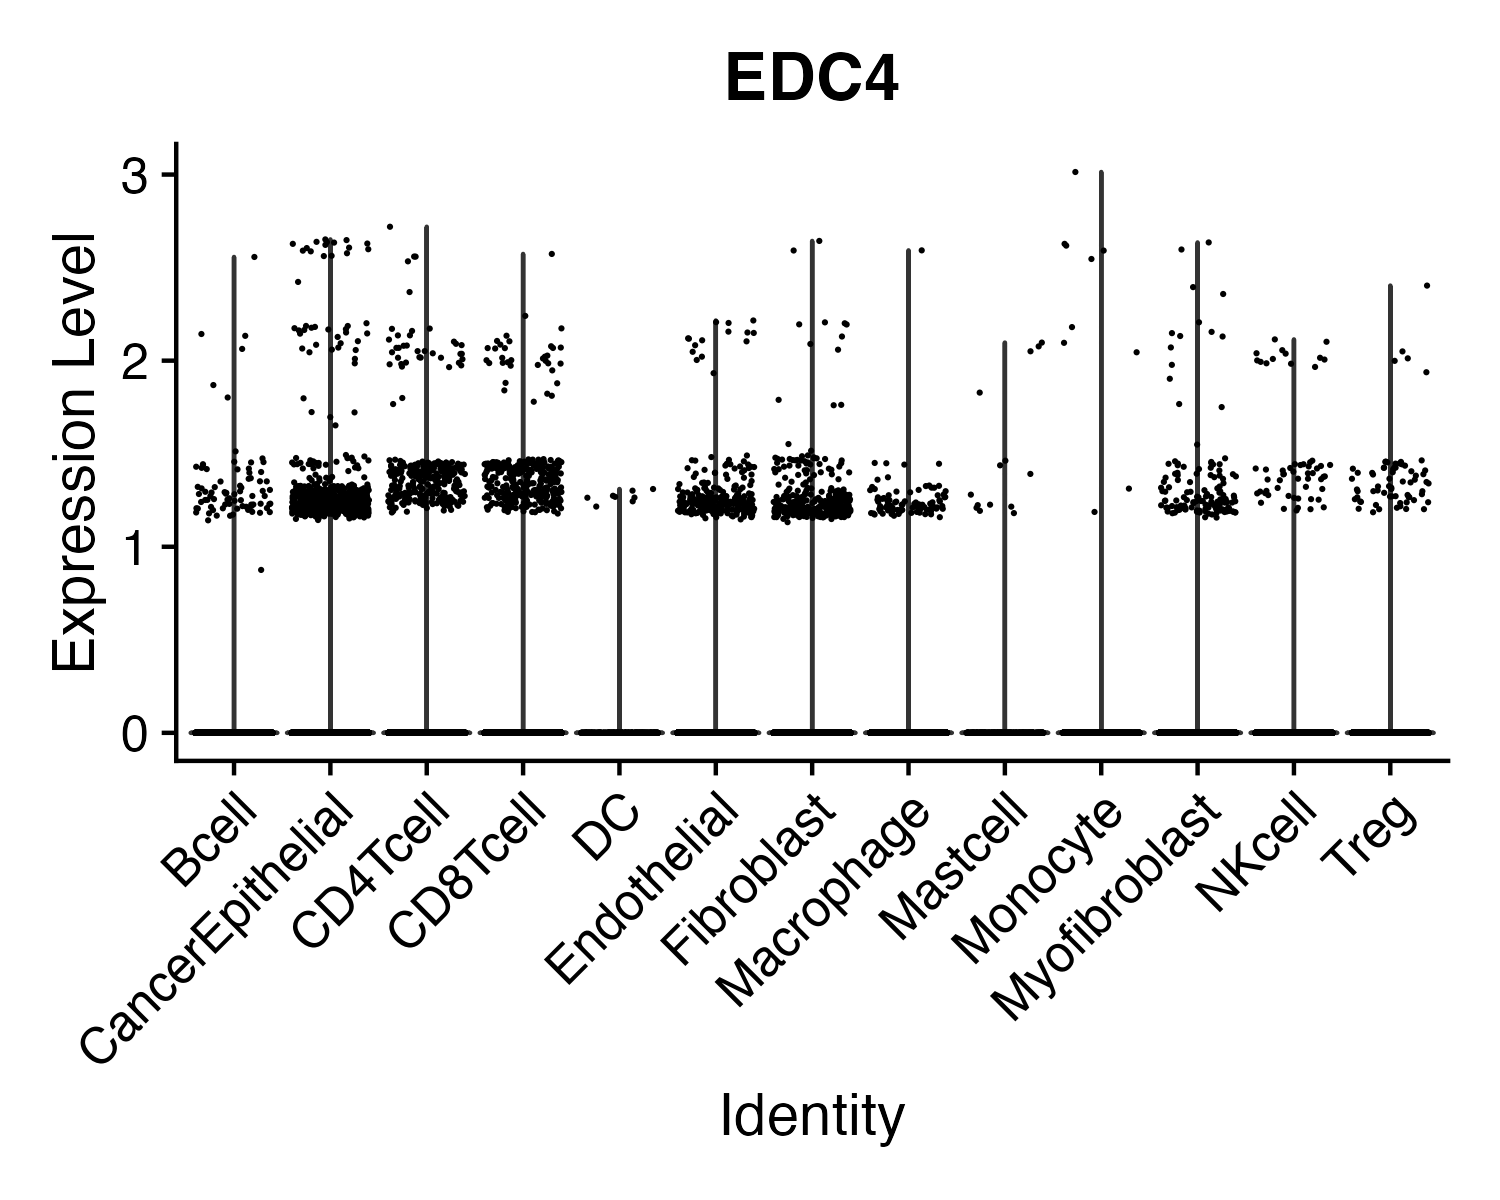 EDC4
Expression Level
3
2
1
0
Bcell
CancerEpithelial
CD4Tcell
CD8Tcell
DC
Endothelial
Fibroblast
Macrophage
Mastcell
Monocyte
Myofibroblast
NKcell
Treg
Identity